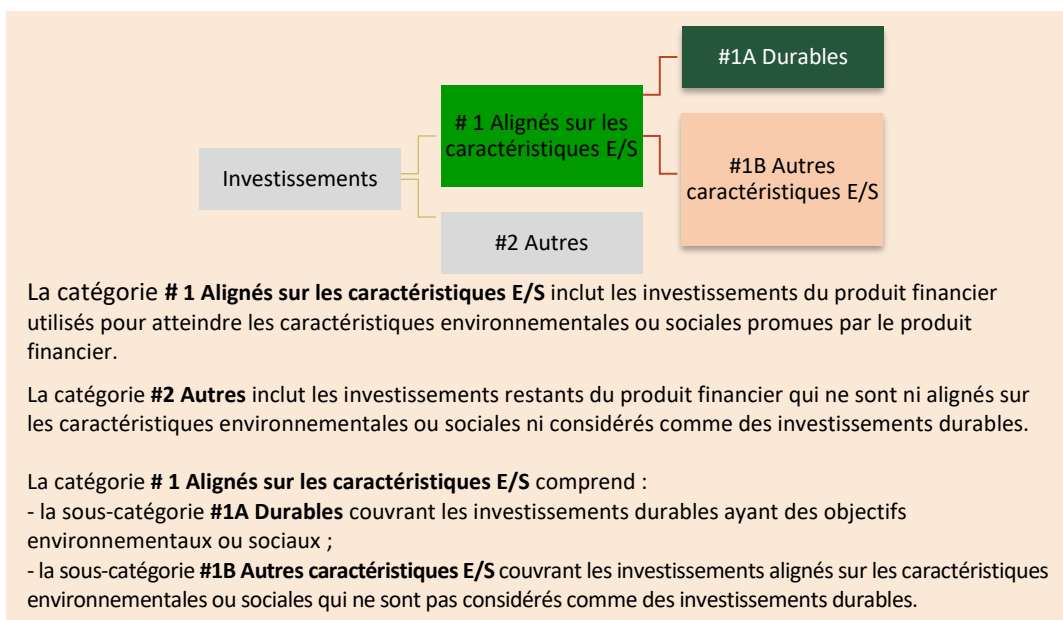 #1A Durables
# 1 Alignés sur les
caractéristiques E/S
#1B Autres
caractéristiques E/S
Investissements
#2 Autres
La catégorie # 1 Alignés sur les caractéristiques E/S inclut les investissements du produit financier
utilisés pour atteindre les caractéristiques environnementales ou sociales promues par le produit
financier.
La catégorie #2 Autres inclut les investissements restants du produit financier qui ne sont ni alignés sur
les caractéristiques environnementales ou sociales ni considérés comme des investissements durables.
La catégorie # 1 Alignés sur les caractéristiques E/S comprend :
- la sous-catégorie #1A Durables couvrant les investissements durables ayant des objectifs
environnementaux ou sociaux ;
- la sous-catégorie #1B Autres caractéristiques E/S couvrant les investissements alignés sur les caractéristiques
environnementales ou sociales qui ne sont pas considérés comme des investissements durables.